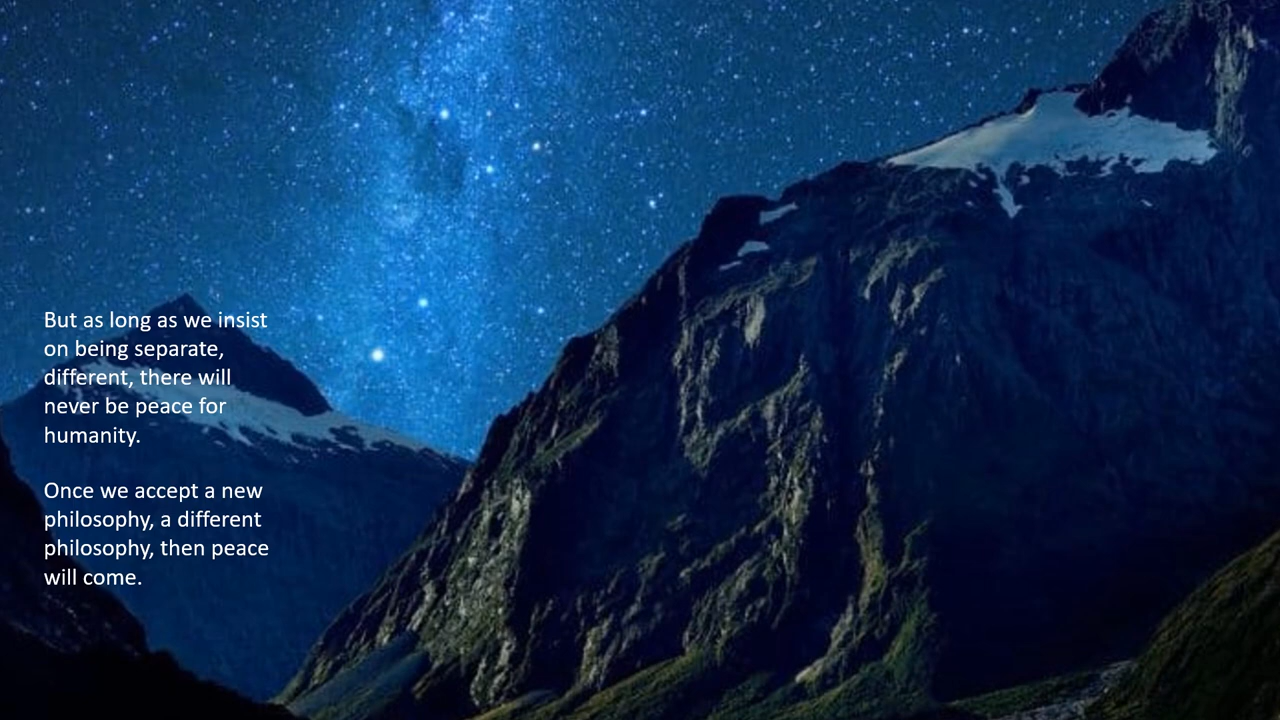 But as long as we insist
on being separate,
different, there will
never be peace for
humanity.
Once we accept a new
philosophy, a different
philosophy, then peace
will come.